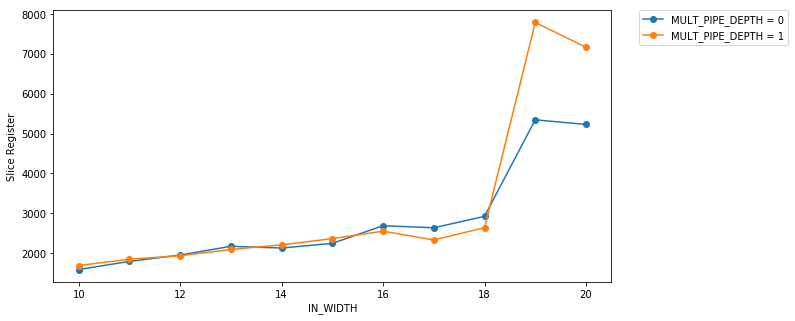 MULT_PIPE_DEPTH = 0
MULT_PIPE_DEPTH = 1
Slice Register
8000
7000
6000
5000
4000
3000
2000
10 12 14 16 18 20
IN_WIDTH